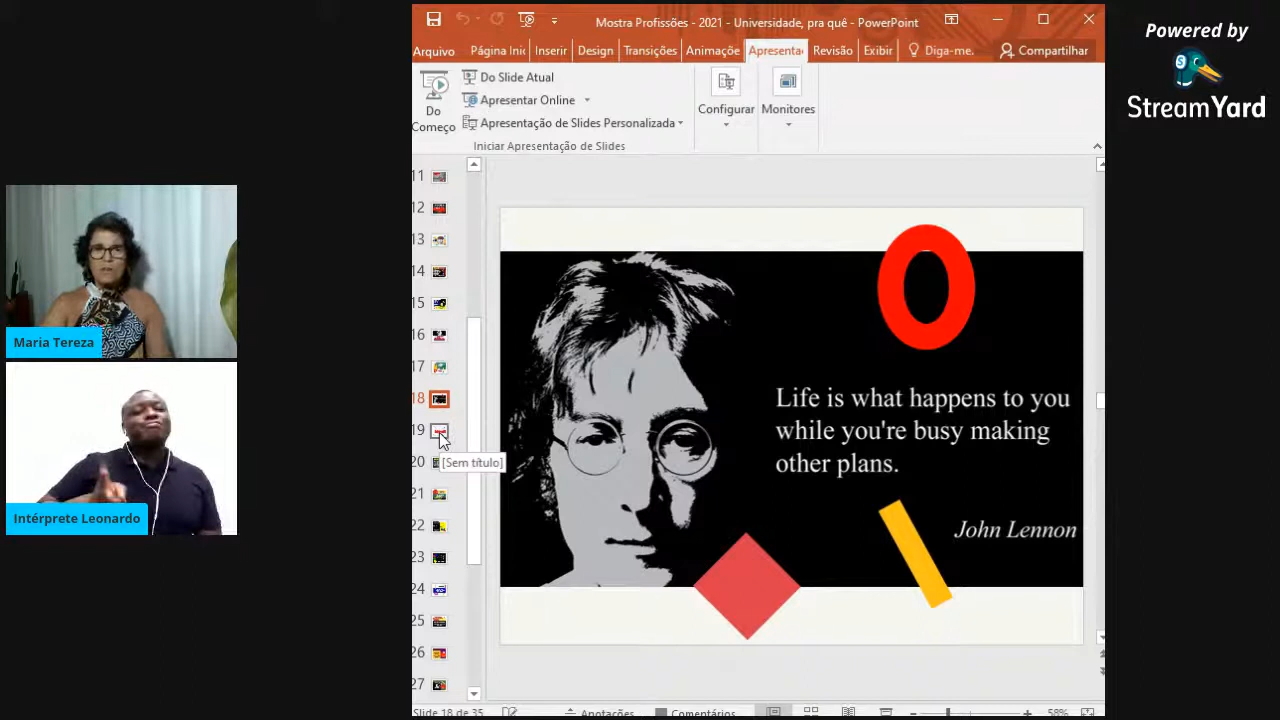 Mostra Profissões - 2021 - Universidade, pra quê - PowerPoint
Powered by
StreamYard
Arquivo
Inserir
Design
Transições
Revisão
Exibir
Diga-me.
Compartilhar
Do Começo
Do Slide Atual
Apresentar Online
Apresentação de Slides Personalizada
Iniciar Apresentação de Slides
Configurar
Monitores
11
12
13
14
15
16
17
18
19
20
21
22
23
24
25
26
27
[Sem título]
Life is what happens to you
while you're busy making
other plans.
John Lennon
Maria Tereza
Intérprete Leonardo
Slide 18 de 35
Anotações
Comentários
58%